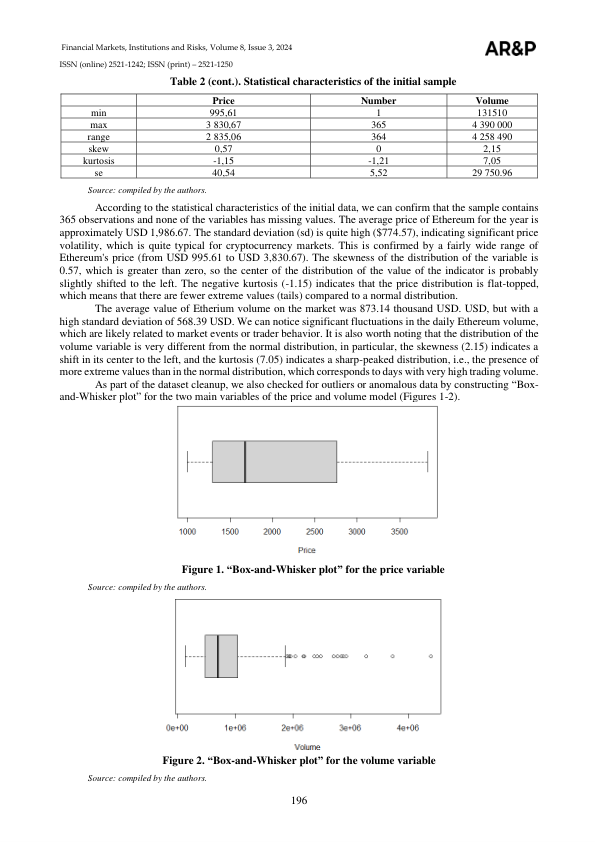 Financial Markets, Institutions and Risks, Volume 8, Issue 3, 2024
AR&P
ISSN (online) 2521-1242; ISSN (print) – 2521-1250
Table 2 (cont.). Statistical characteristics of the initial sample
Price Number Volume
min 995,61 1 131510
max 3 830,67 365 4 390 000
range 2 835,06 364 4 258 490
skew 0,57 0 2,15
kurtosis -1,15 -1,21 7,05
se 40,54 5,52 29 750.96
Source: compiled by the authors.
According to the statistical characteristics of the initial data, we can confirm that the sample contains
365 observations and none of the variables has missing values. The average price of Ethereum for the year is
approximately USD 1,986.67. The standard deviation (sd) is quite high ($774.57), indicating significant price
volatility, which is quite typical for cryptocurrency markets. This is confirmed by a fairly wide range of
Ethereum's price (from USD 995.61 to USD 3,830.67). The skewness of the distribution of the variable is
0.57, which is greater than zero, so the center of the distribution of the value of the indicator is probably
slightly shifted to the left. The negative kurtosis (-1.15) indicates that the price distribution is flat-topped,
which means that there are fewer extreme values (tails) compared to a normal distribution.
The average value of Etherium volume on the market was 873.14 thousand USD. USD, but with a
high standard deviation of 568.39 USD. We can notice significant fluctuations in the daily Ethereum volume,
which are likely related to market events or trader behavior. It is also worth noting that the distribution of the
volume variable is very different from the normal distribution, in particular, the skewness (2.15) indicates a
shift in its center to the left, and the kurtosis (7.05) indicates a sharp-peaked distribution, i.e., the presence of
more extreme values than in the normal distribution, which corresponds to days with very high trading volume.
As part of the dataset cleanup, we also checked for outliers or anomalous data by constructing “Box-
and-Whisker plot” for the two main variables of the price and volume model (Figures 1-2).
1000 1500 2000 2500 3000 3500
Price
Figure 1. “Box-and-Whisker plot” for the price variable
Source: compiled by the authors.
0e+00 1e+06 2e+06 3e+06 4e+06
Volume
Figure 2. “Box-and-Whisker plot” for the volume variable
Source: compiled by the authors.
196